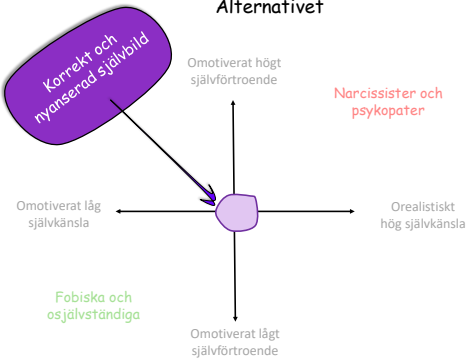 Alternativet
Korrekt och
nyanserad självbild
Omotiverat högt
självförtroende
Narcissister och
psykopater
Omotiverat låg
självkänsla
Orealistiskt
hög självkänsla
Fobiska och
osjälvständiga
Omotiverat lågt
självförtroende